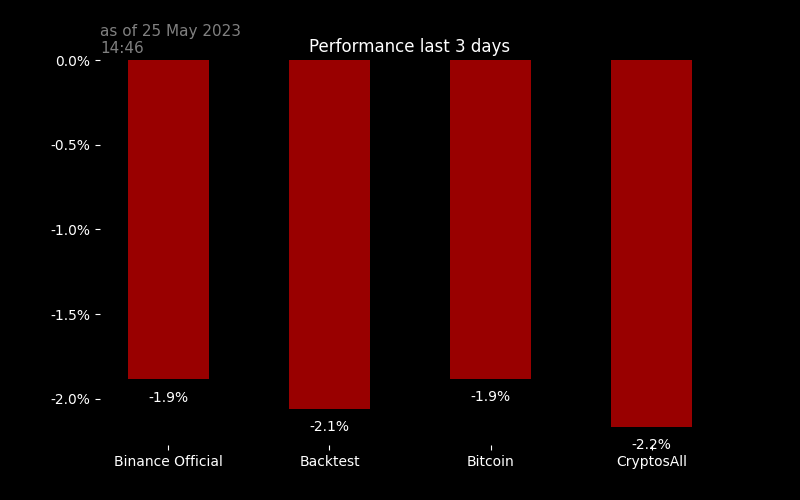 as of 25 May 2023
14:46
Performance last 3 days
0.0%
-0.5%
-1.0%
-1.5%
-2.0%
-1.9%
-2.1%
-1.9%
-2.2%
Binance Official
Backtest
Bitcoin
CryptosAll